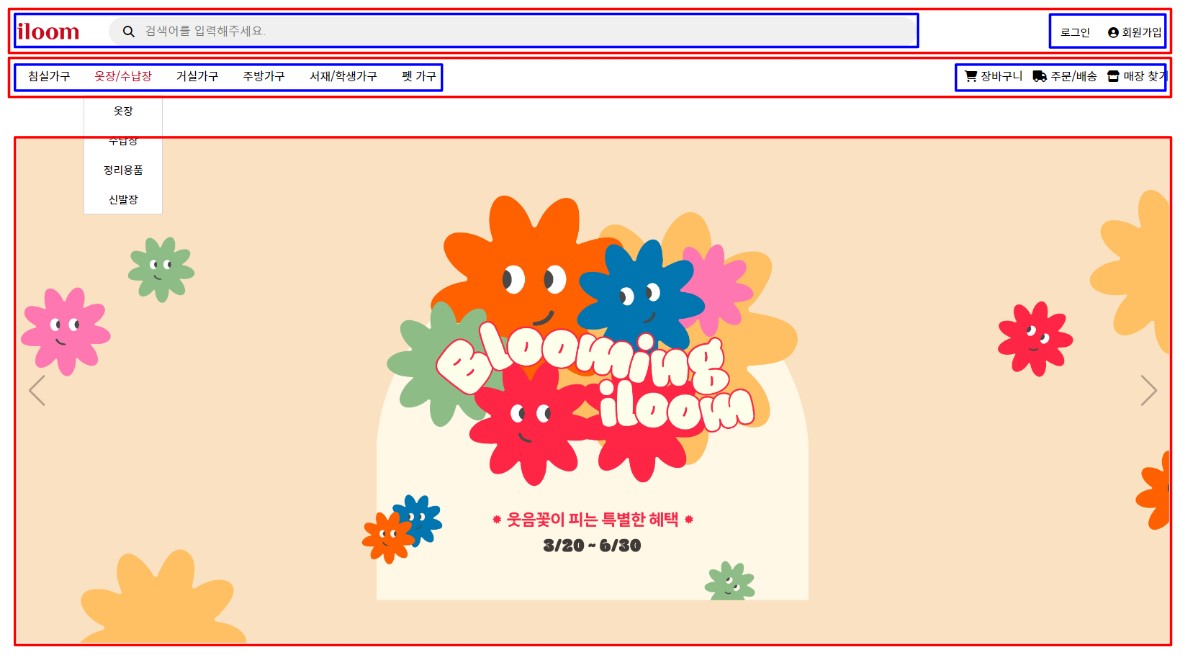 iloom 검색어를 입력해주세요. 로그인 회원가입
침실가구 옷장/수납장 거실가구 주방가구 서재/학생가구 펫 가구 장바구니 주문/배송 매장 찾기
옷장
수납장
정리용품
신발장
Blooming
iloom
웃음꽃이 피는 특별한 혜택
3/20 ~ 6/30